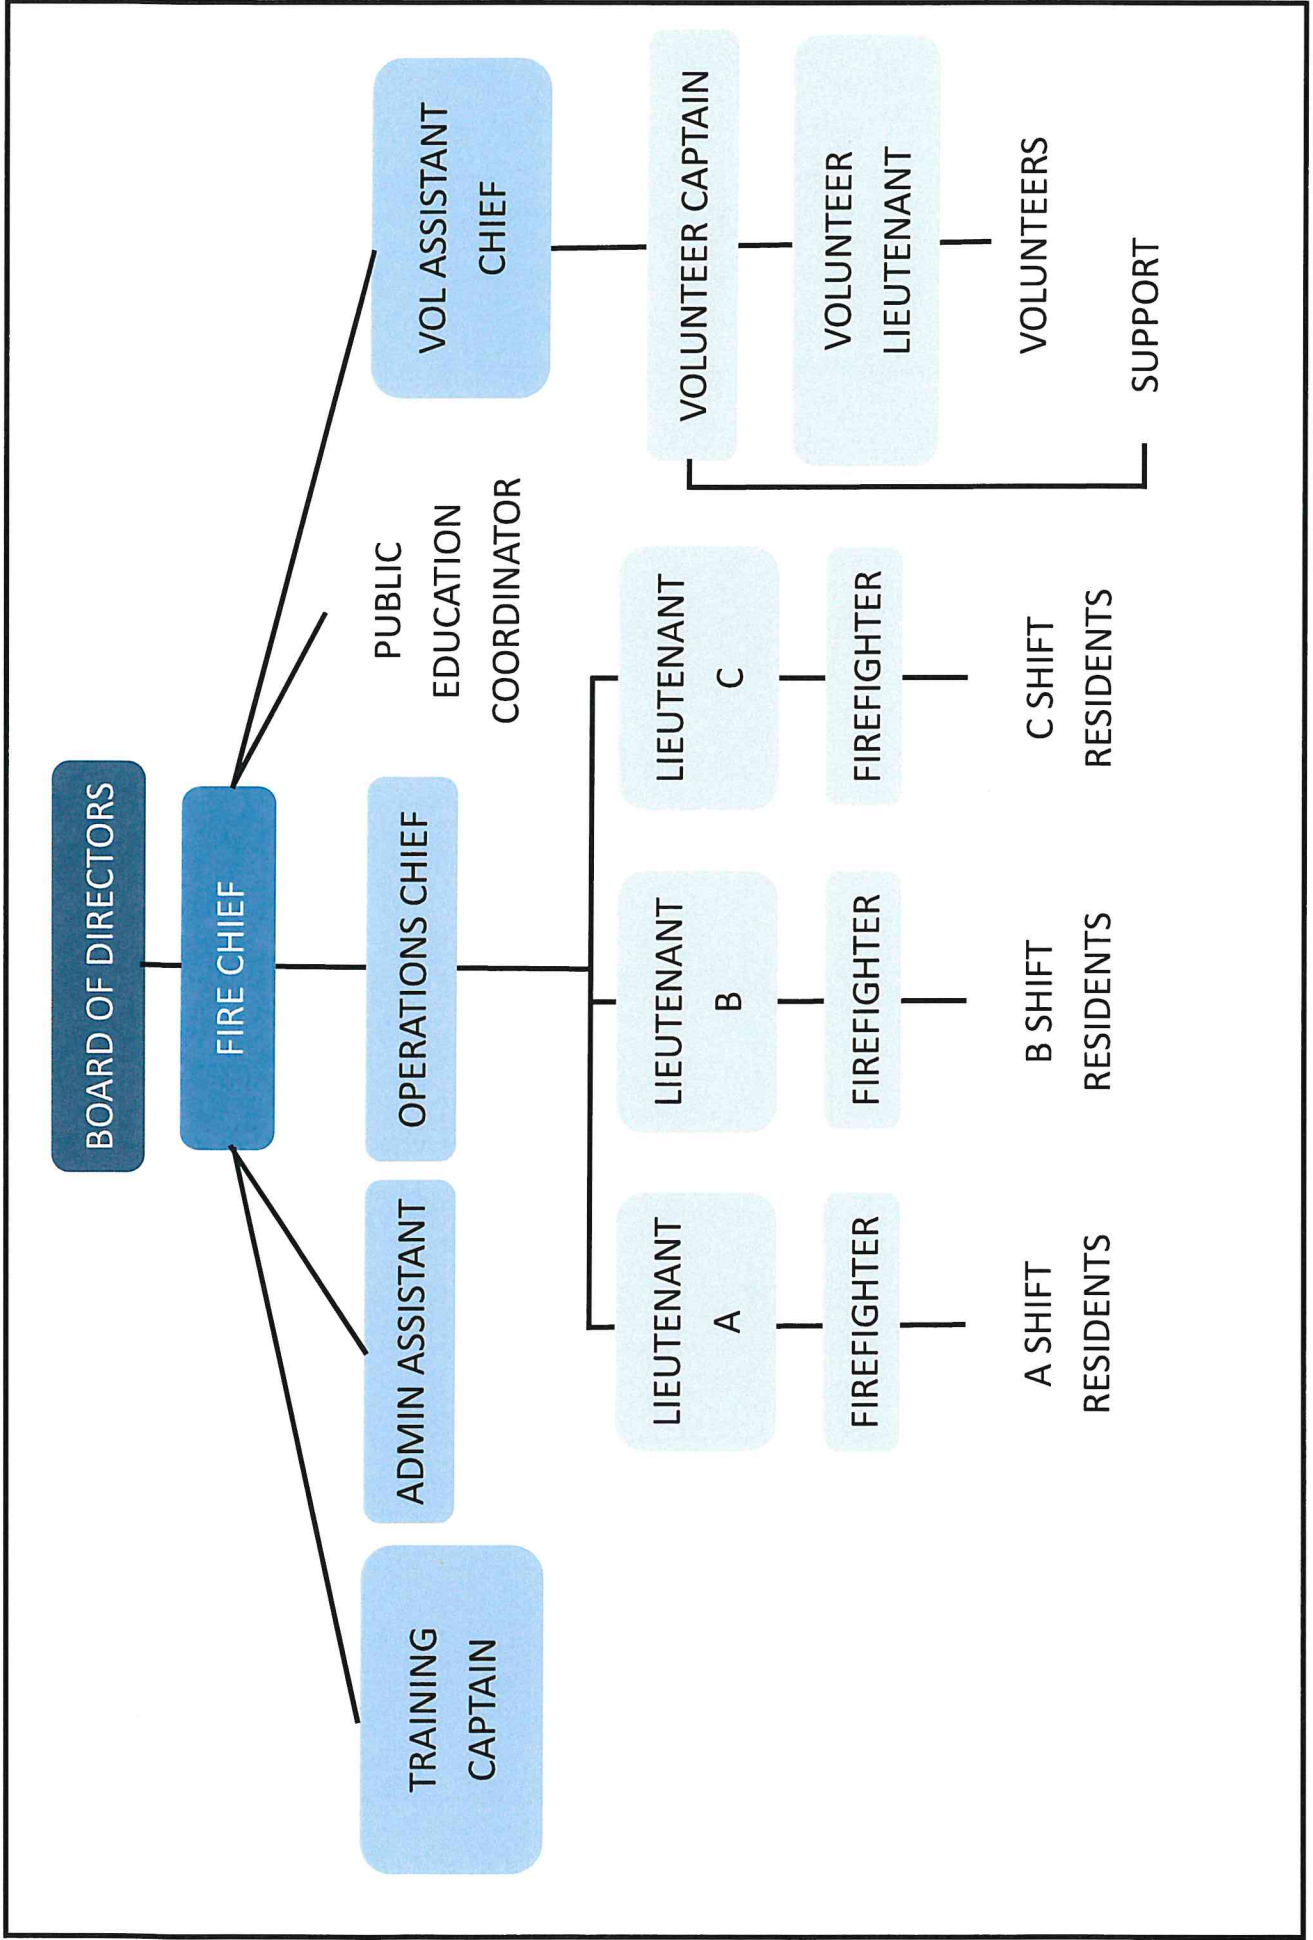 BOARD OF DIRECTORS
FIRE CHIEF
TRAINING
CAPTAIN
ADMIN ASSISTANT
OPERATIONS CHIEF
PUBLIC
EDUCATION
COORDINATOR
VOL ASSISTANT
CHIEF
LIEUTENANT
A
FIREFIGHTER
A SHIFT
RESIDENTS
LIEUTENANT
B
FIREFIGHTER
B SHIFT
RESIDENTS
LIEUTENANT
C
FIREFIGHTER
C SHIFT
RESIDENTS
VOLUNTEER CAPTAIN
VOLUNTEER
LIEUTENANT
VOLUNTEERS
SUPPORT